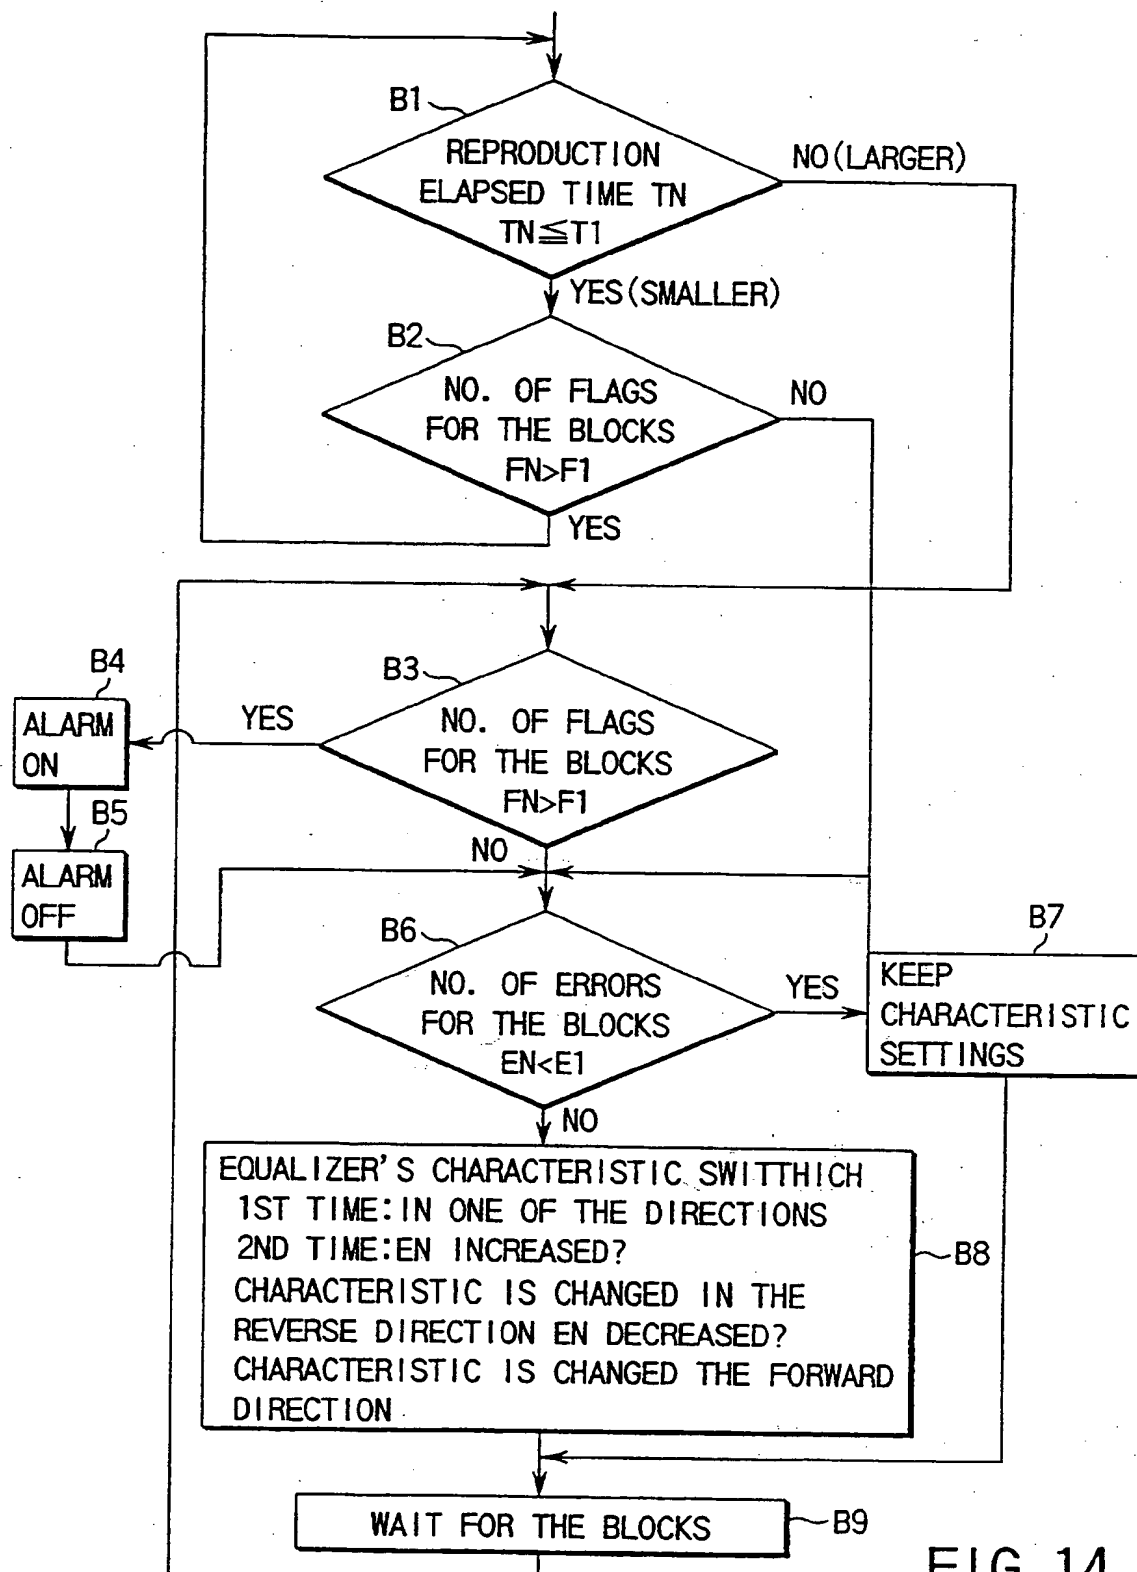 B1
REPRODUCTION
ELAPSED TIME TN
TN≦T1
NO(LARGER)
YES(SMALLER)
B2
NO. OF FLAGS
FOR THE BLOCKS
FN>F1
NO
YES
B3
NO. OF FLAGS
FOR THE BLOCKS
FN>F1
YES
B4
ALARM
ON
B5
ALARM
OFF
NO
B6
NO. OF ERRORS
FOR THE BLOCKS
EN<E1
YES
B7
KEEP
CHARACTERISTIC
SETTINGS
NO
EQUALIZER'S CHARACTERISTIC SWITTHICH
1ST TIME:IN ONE OF THE DIRECTIONS
2ND TIME:EN INCREASED?
CHARACTERISTIC IS CHANGED IN THE
REVERSE DIRECTION EN DECREASED?
CHARACTERISTIC IS CHANGED THE FORWARD
DIRECTION
B8
WAIT FOR THE BLOCKS
B9
FIG. 14